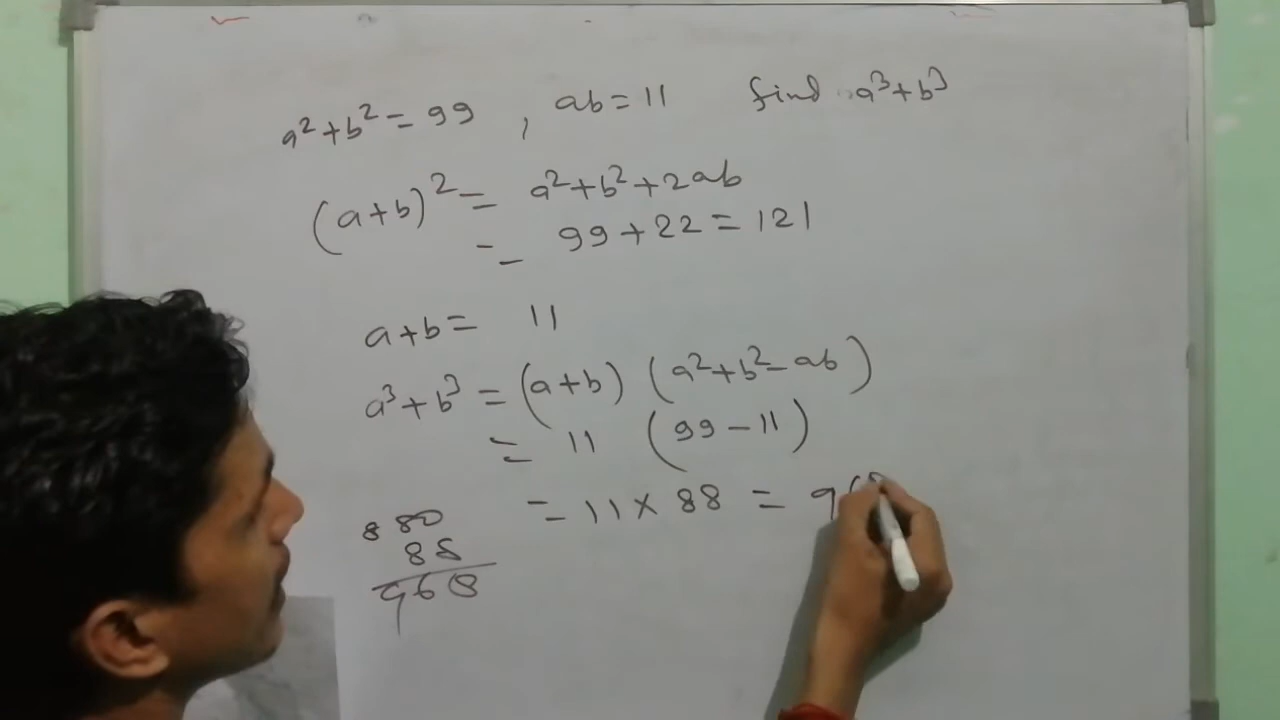 a²+b²=99 , ab=11 find a³+b³
(a+b)²= a²+b²+2ab
= 99+22=121
a+b= 11
a³+b³=(a+b) (a²+b²-ab)
= 11 (99-11)
=11×88 = 96
880
88
968